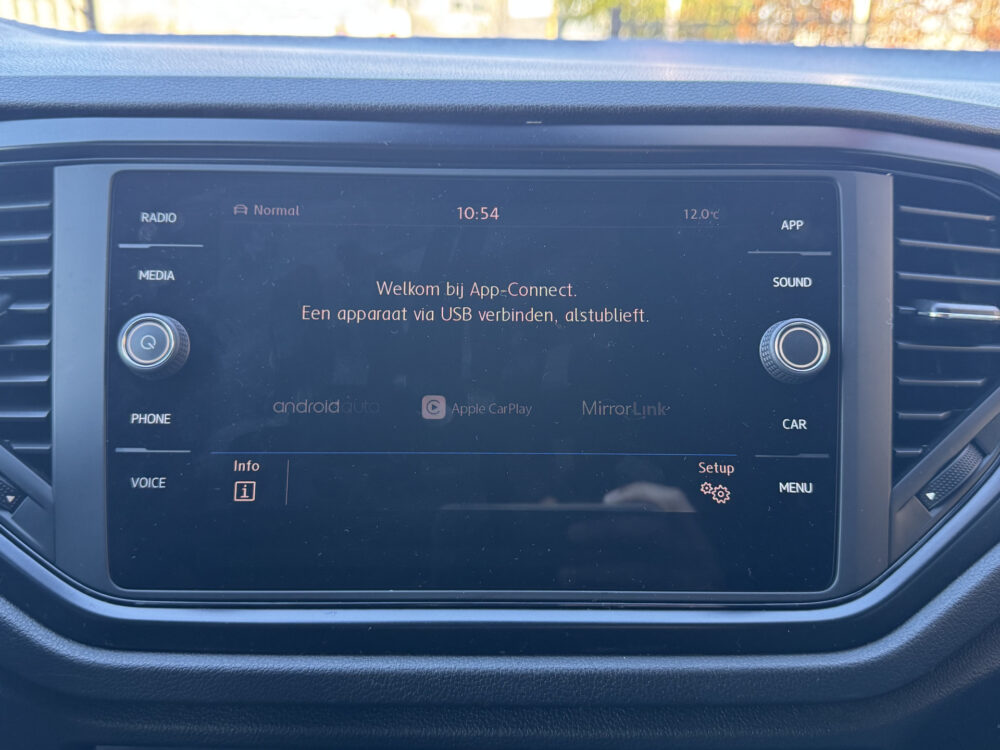 RADIO
MEDIA
PHONE
VOICE
Normal
10:54
12.0°C
Welkom bij App-Connect.
Een apparaat via USB verbinden, alstublieft.
androidauto
Apple CarPlay
MirrorLink
Info
i
Setup
APP
SOUND
CAR
MENU